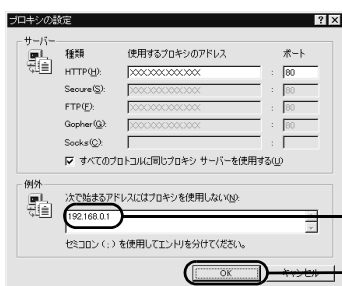 プロキシの設定
サーバー
種類 使用するプロキシのアドレス ポート
HTTP(H): XXXXXXXXXXXX : 80
Secure(S): XXXXXXXXXXXX : 80
FTP(F): XXXXXXXXXXXX : 80
Gopher(G): XXXXXXXXXXXX : 80
Socks(C): :
すべてのプロトコルに同じプロキシ サーバーを使用する(U)
例外
次で始まるアドレスにはプロキシを使用しない(N):
192.168.0.1
セミコロン (;) を使用してエントリを分けてください。
OK キャンセル